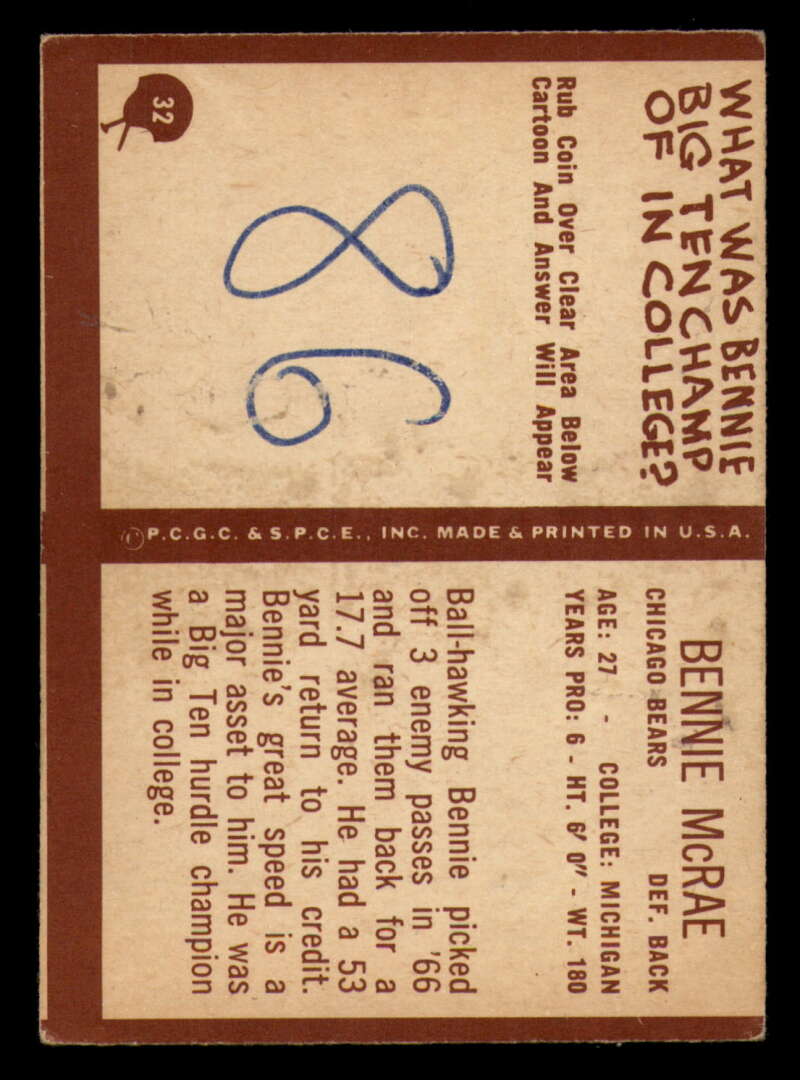 WHAT WAS BENNIE
BIG TEN CHAMP
OF IN COLLEGE?
Rub Coin Over Clear Area Below
Cartoon And Answer Will Appear
86
32
© P.C.G.C. & S.P.C.E., INC. MADE & PRINTED IN U.S.A.
BENNIE McRAE
CHICAGO BEARS DEF. BACK
AGE: 27 - COLLEGE: MICHIGAN
YEARS PRO: 6 - HT. 6' 0" - WT. 180
Ball-hawking Bennie picked
off 3 enemy passes in '66
and ran them back for a
17.7 average. He had a 53
yard return to his credit.
Bennie's great speed is a
major asset to him. He was
a Big Ten hurdle champion
while in college.